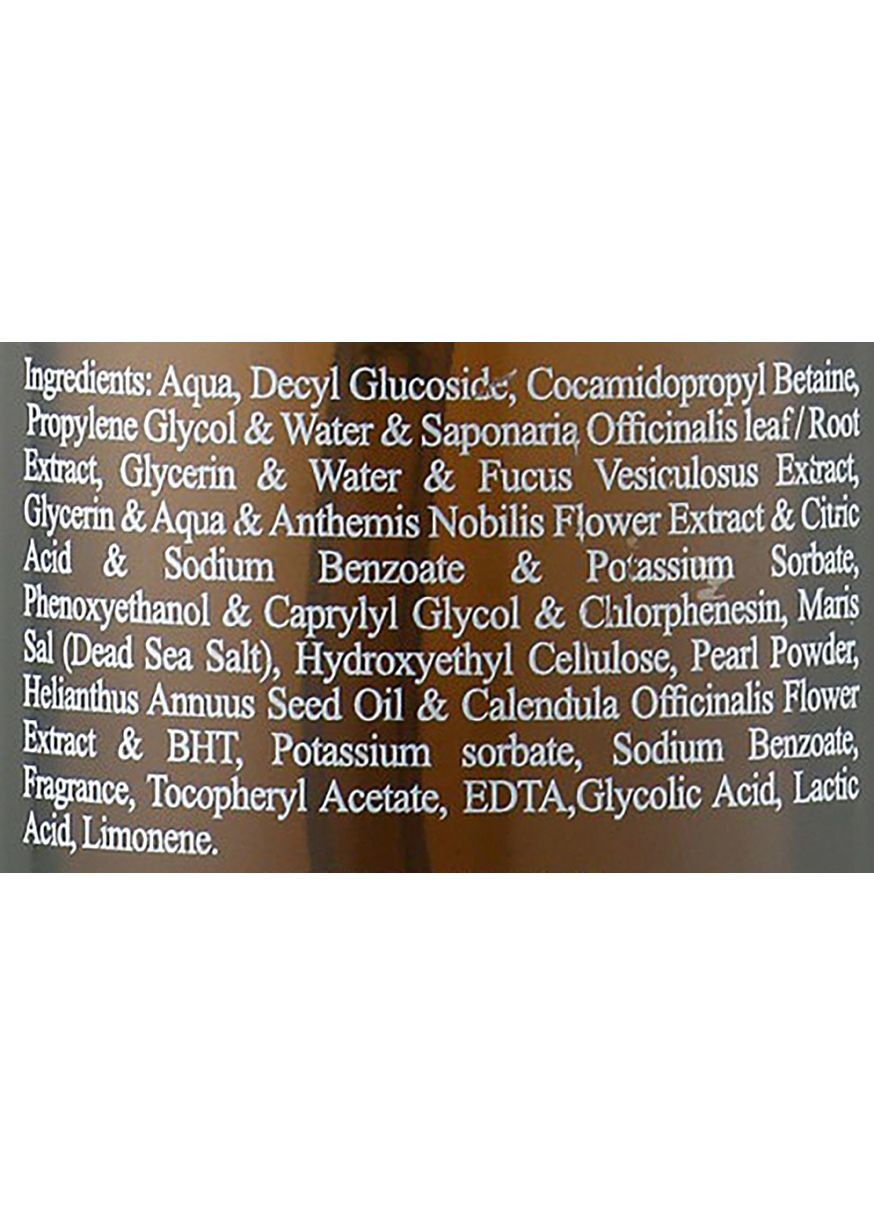 Ingredients: Aqua, Decyl Glucoside, Cocamidopropyl Betaine,
Propylene Glycol & Water & Saponaria Officinalis leaf/Root
Extract, Glycerin & Water & Fucus Vesiculosus Extract,
Glycerin & Aqua & Anthemis Nobilis Flower Extract & Citric
Acid & Sodium Benzoate & Potassium Sorbate,
Phenoxyethanol & Caprylyl Glycol & Chlorphenesin, Maris
Sal (Dead Sea Salt), Hydroxyethyl Cellulose, Pearl Powder,
Helianthus Annuus Seed Oil & Calendula Officinalis Flower
Extract & BHT, Potassium sorbate, Sodium Benzoate,
Fragrance, Tocopheryl Acetate, EDTA,Glycolic Acid, Lactic
Acid, Limonene.